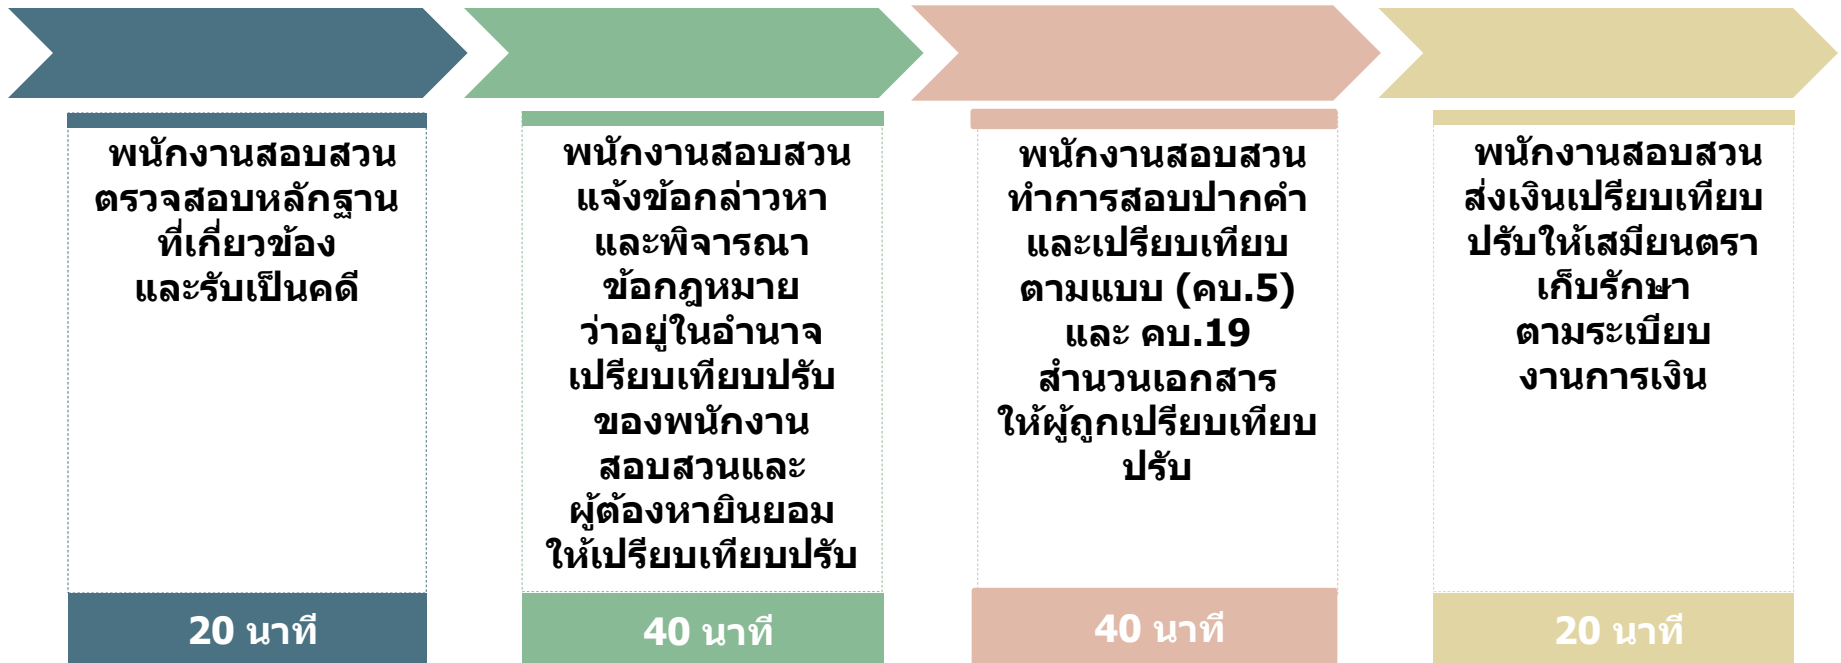 พนักงานสอบสวน
ตรวจสอบหลักฐาน
ที่เกี่ยวข้อง
และรับเป็นคดี
20 นาที
พนักงานสอบสวน
แจ้งข้อกล่าวหา
และพิจารณา
ข้อกฎหมาย
ว่าอยู่ในอำนาจ
เปรียบเทียบปรับ
ของพนักงาน
สอบสวนและ
ผู้ต้องหายินยอม
ให้เปรียบเทียบปรับ
40 นาที
พนักงานสอบสวน
ทำการสอบปากคำ
และเปรียบเทียบ
ตามแบบ (คบ.5)
และ คบ.19
สำนวนเอกสาร
ให้ผู้ถูกเปรียบเทียบ
ปรับ
40 นาที
พนักงานสอบสวน
ส่งเงินเปรียบเทียบ
ปรับให้เสมียนตรา
เก็บรักษา
ตามระเบียบ
งานการเงิน
20 นาที